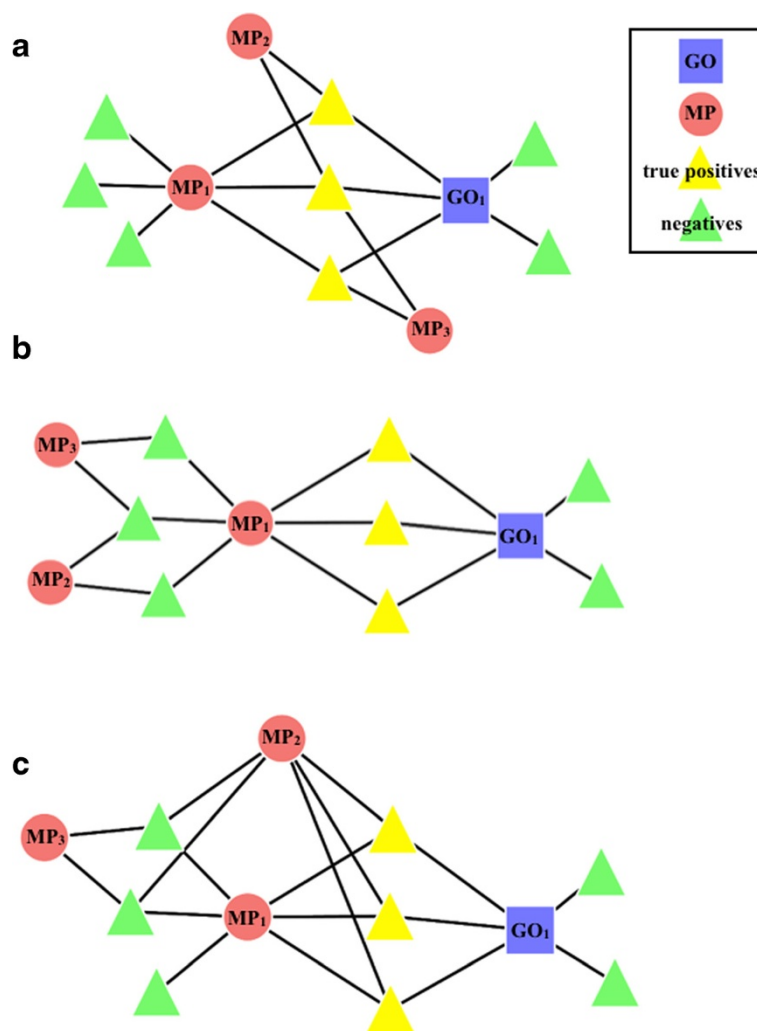 a
MP₂
MP₁
GO₁
MP₃
GO
MP
true positives
negatives
b
MP₃
MP₁
GO₁
MP₂
c
MP₂
MP₃
MP₁
GO₁